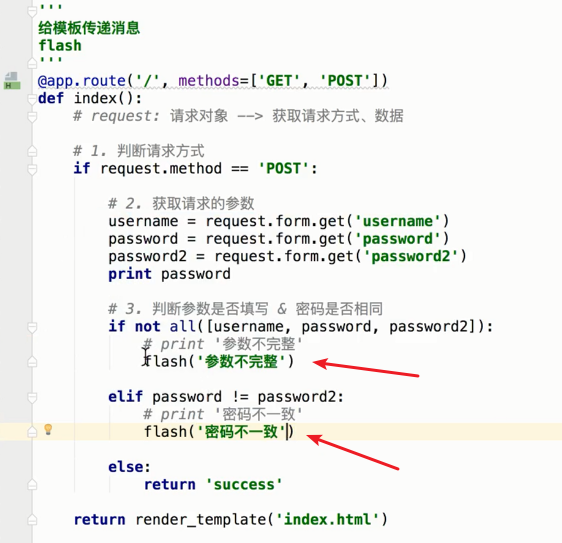 '''
给模板传递消息
flash
'''
@app.route('/', methods=['GET', 'POST'])
def index():
# request: 请求对象 --> 获取请求方式、数据
# 1. 判断请求方式
if request.method == 'POST':
# 2. 获取请求的参数
username = request.form.get('username')
password = request.form.get('password')
password2 = request.form.get('password2')
print password
# 3. 判断参数是否填写 & 密码是否相同
if not all([username, password, password2]):
# print '参数不完整'
flash('参数不完整')
elif password != password2:
# print '密码不一致'
flash('密码不一致')
else:
return 'success'
return render_template('index.html')